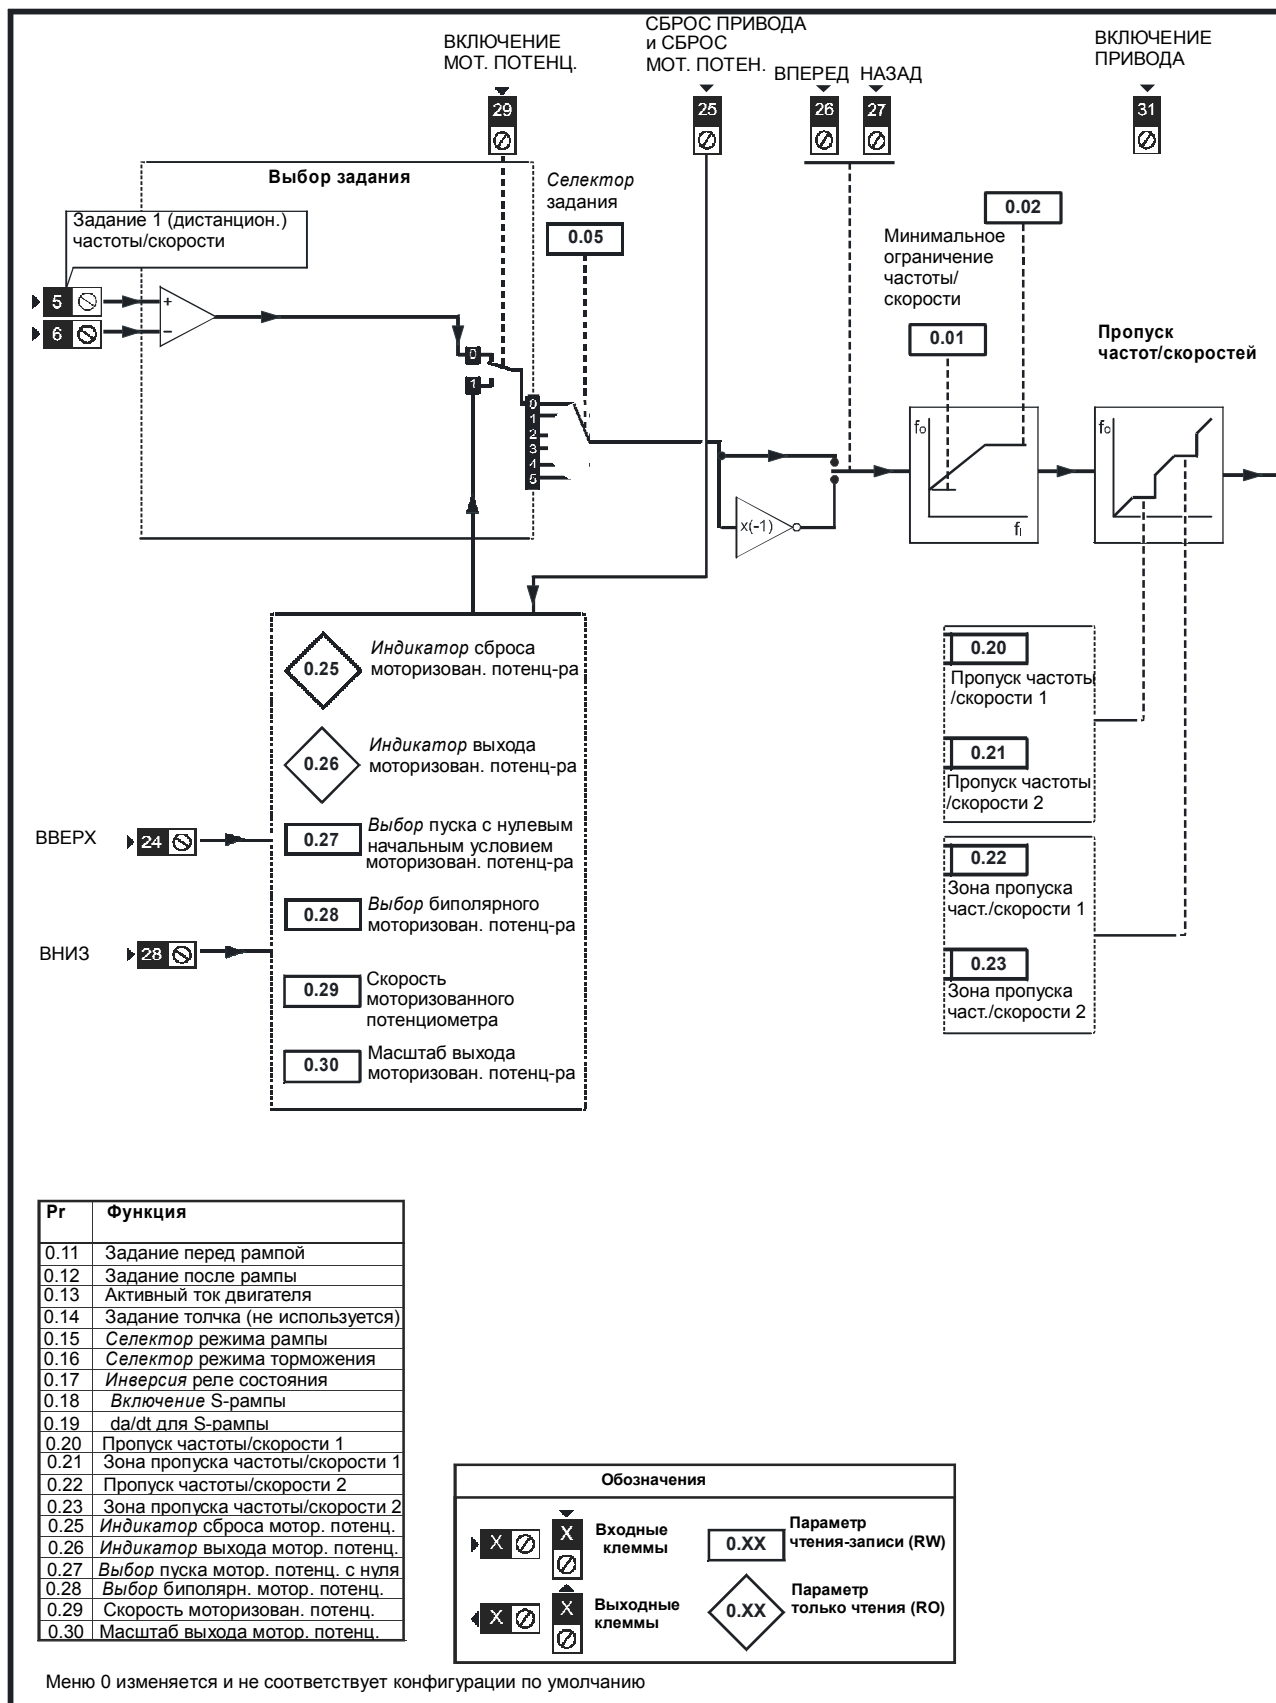 ВКЛЮЧЕНИЕ
МОТ. ПОТЕНЦ.
СБРОС ПРИВОДА
и СБРОС
МОТ. ПОТЕН.
ВПЕРЕД
НАЗАД
ВКЛЮЧЕНИЕ
ПРИВОДА
29
25
26
27
31
Выбор задания
Селектор
задания
0.05
Задание 1 (дистанцион.)
частоты/скорости
5
6
+
−
0
1
0
1
2
3
4
5
x(-1)
0.02
Минимальное
ограничение
частоты/
скорости
0.01
Пропуск
частот/скоростей
fo
fi
fo
0.25
Индикатор сброса
моторизован. потенц-ра
0.26
Индикатор выхода
моторизован. потенц-ра
ВВЕРХ
24
0.27
Выбор пуска с нулевым
начальным условием
моторизован. потенц-ра
0.28
Выбор биполярного
моторизован. потенц-ра
ВНИЗ
28
0.29
Скорость
моторизованного
потенциометра
0.30
Масштаб выхода
моторизован. потенц-ра
0.20
Пропуск частоты
/скорости 1
0.21
Пропуск частоты
/скорости 2
0.22
Зона пропуска
част./скорости 1
0.23
Зона пропуска
част./скорости 2
Pr Функция
0.11 Задание перед рампой
0.12 Задание после рампы
0.13 Активный ток двигателя
0.14 Задание толчка (не используется)
0.15 Селектор режима рампы
0.16 Селектор режима торможения
0.17 Инверсия реле состояния
0.18 Включение S-рампы
0.19 da/dt для S-рампы
0.20 Пропуск частоты/скорости 1
0.21 Зона пропуска частоты/скорости 1
0.22 Пропуск частоты/скорости 2
0.23 Зона пропуска частоты/скорости 2
0.25 Индикатор сброса мотор. потенц.
0.26 Индикатор выхода мотор. потенц.
0.27 Выбор пуска мотор. потенц. с нуля
0.28 Выбор биполярн. мотор. потенц.
0.29 Скорость моторизован. потенц.
0.30 Масштаб выхода мотор. потенц.
Обозначения
X
X
Входные
клеммы
0.XX
Параметр
чтения-записи (RW)
X
X
Выходные
клеммы
0.XX
Параметр
только чтения (RO)
Меню 0 изменяется и не соответствует конфигурации по умолчанию